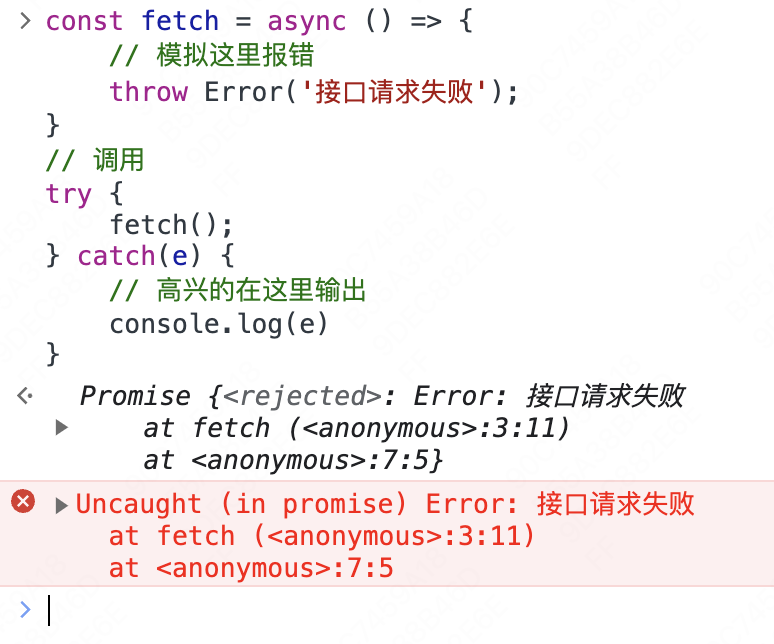 > const fetch = async () => {
    // 模拟这里报错
    throw Error('接口请求失败');
}
// 调用
try {
    fetch();
} catch(e) {
    // 高兴的在这里输出
    console.log(e)
}
Promise {<rejected>: Error: 接口请求失败
    at fetch (<anonymous>:3:11)
    at <anonymous>:7:5}
Uncaught (in promise) Error: 接口请求失败
    at fetch (<anonymous>:3:11)
    at <anonymous>:7:5
>